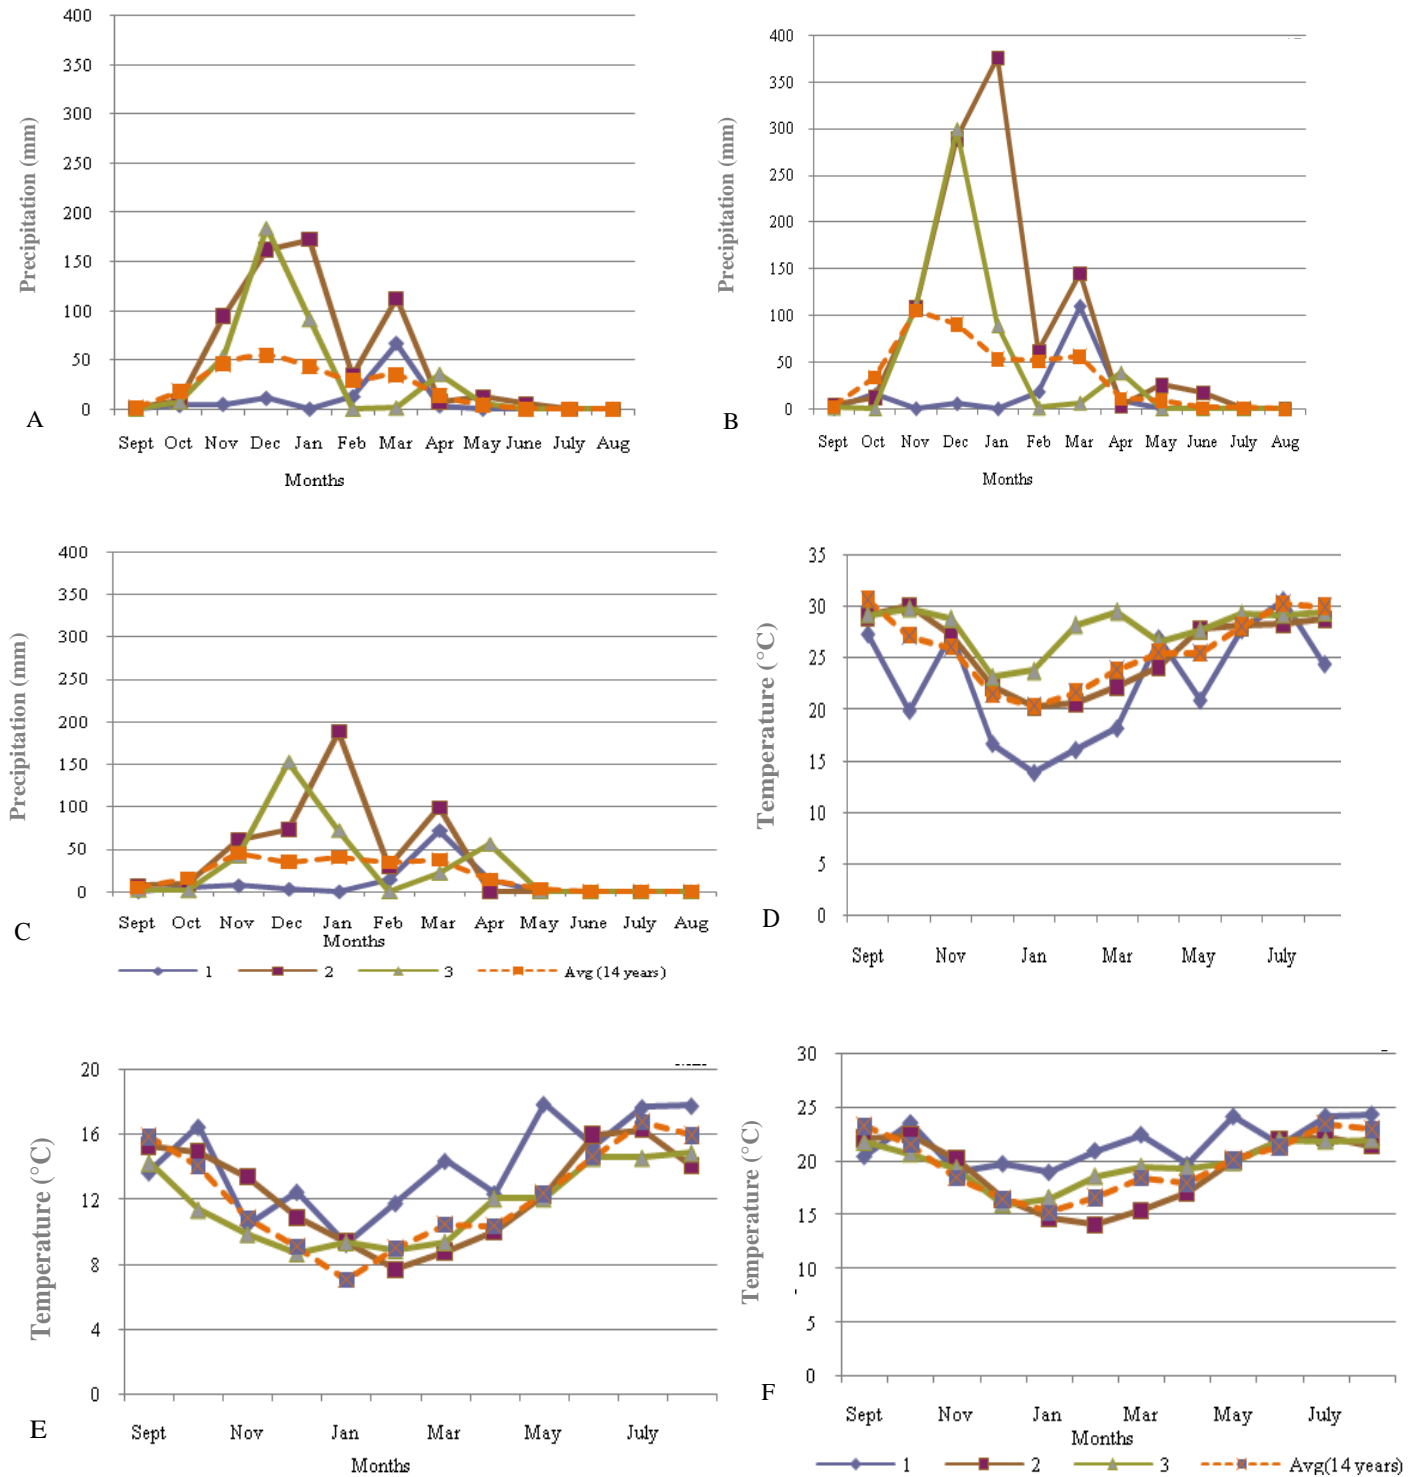 400
350
300
250
200
150
100
50
0
Precipitation (mm)
Sept Oct Nov Dec Jan Feb Mar Apr May June July Aug
Months
A
400
350
300
250
200
150
100
50
0
Precipitation (mm)
Sept Oct Nov Dec Jan Feb Mar Apr May June July Aug
Months
B
400
350
300
250
200
150
100
50
0
Precipitation (mm)
Sept Oct Nov Dec Jan Feb Mar Apr May June July Aug
Months
C
1 2 3 Avg (14 years)
35
30
25
20
15
10
5
0
Temperature (°C)
Sept Nov Jan Mar May July
D
20
16
12
8
4
0
Temperature (°C)
Sept Nov Jan Mar May July
Months
E
30
25
20
15
10
5
0
Temperature (°C)
Sept Nov Jan Mar May July
Months
F
1 2 3 Avg(14 years)